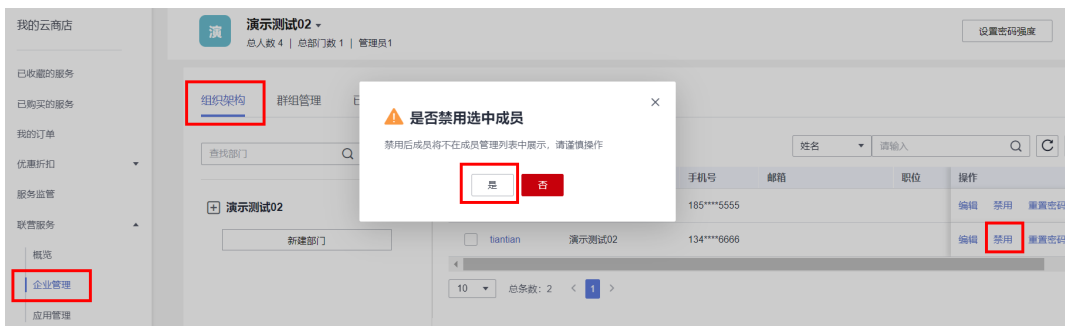 我的云商店
已收藏的服务
已购买的服务
我的订单
优惠折扣
服务监管
联营服务
概览
企业管理
应用管理
演
演示测试02
总人数 4 | 总部门数 1 | 管理员1
设置密码强度
组织架构
群组管理
查找部门
演示测试02
新建部门
是否禁用选中成员
禁用后成员将不在成员管理列表中展示，请谨慎操作
是
否
姓名
请输入
手机号 邮箱 职位 操作
185****5555 编辑 禁用 重置密码
tiantian 演示测试02 134****6666 编辑 禁用 重置密码
10 总条数: 2 < 1 >